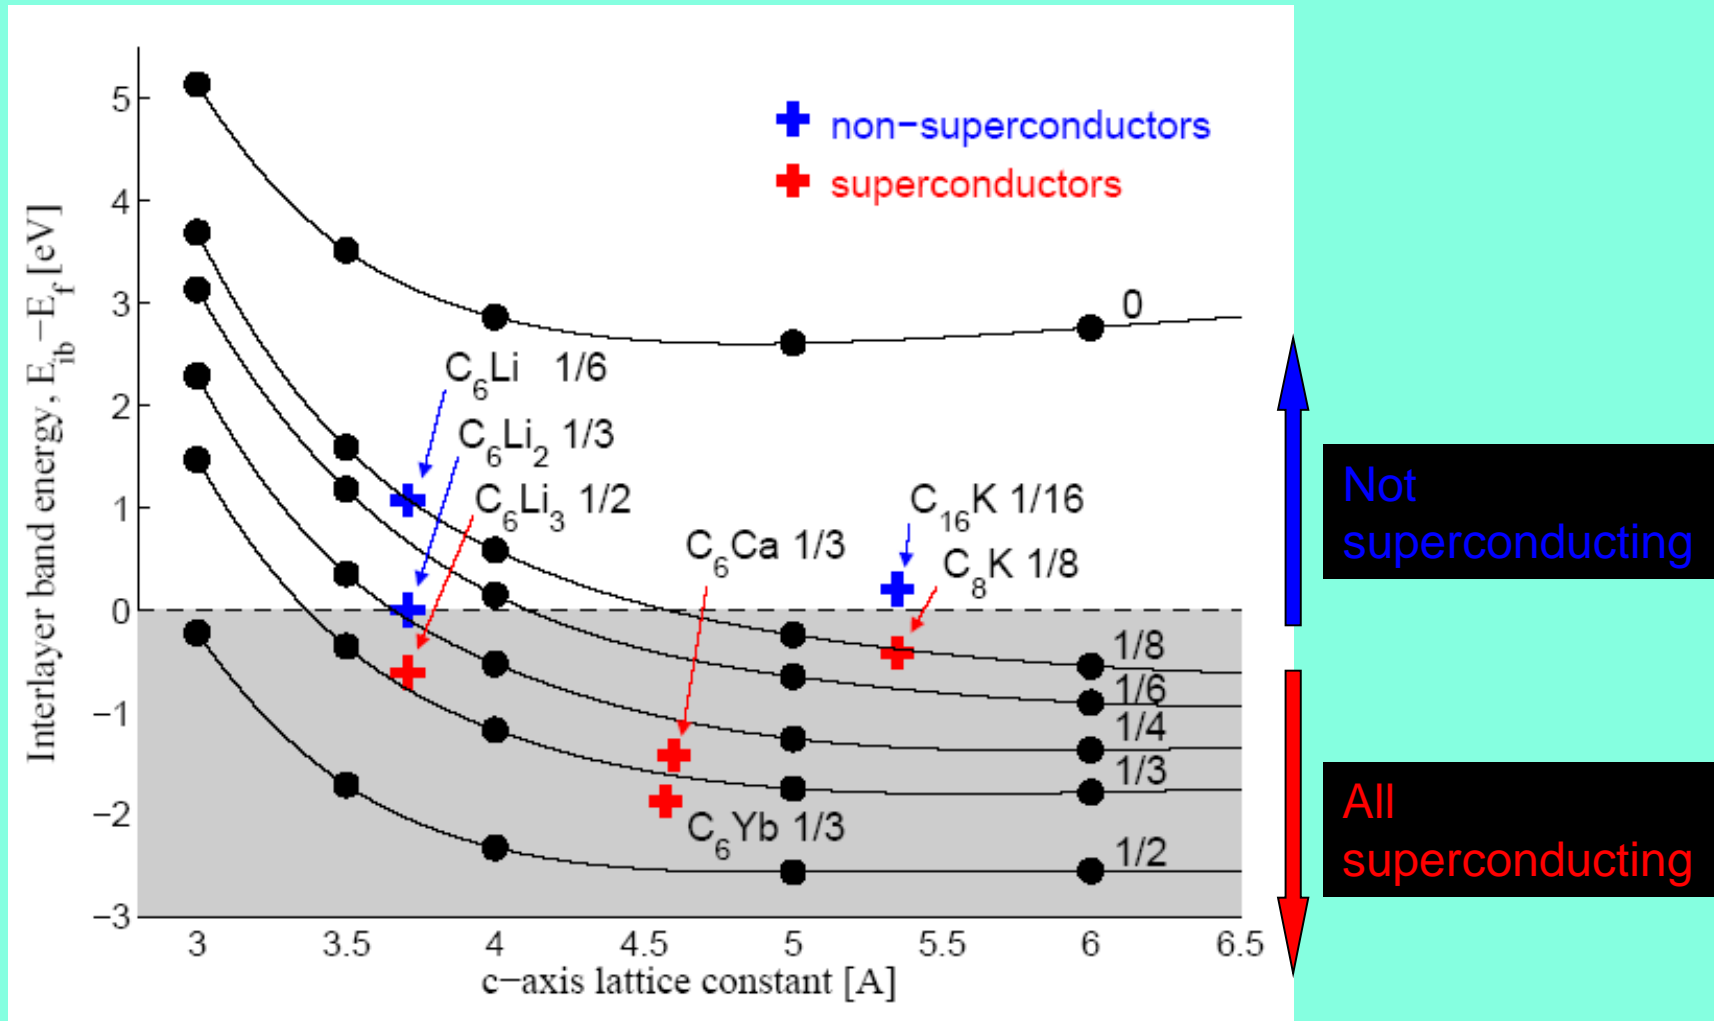 5
4
3
2
1
0
−1
−2
−3
Interlayer band energy, E_ib −E_f [eV]
non−superconductors
superconductors
0
C6Li 1/6
C6Li2 1/3
C6Li3 1/2
C6Ca 1/3
C16K 1/16
C8K 1/8
C6Yb 1/3
1/8
1/6
1/4
1/3
1/2
3 3.5 4 4.5 5 5.5 6 6.5
c−axis lattice constant [A]
Not
superconducting
All
superconducting